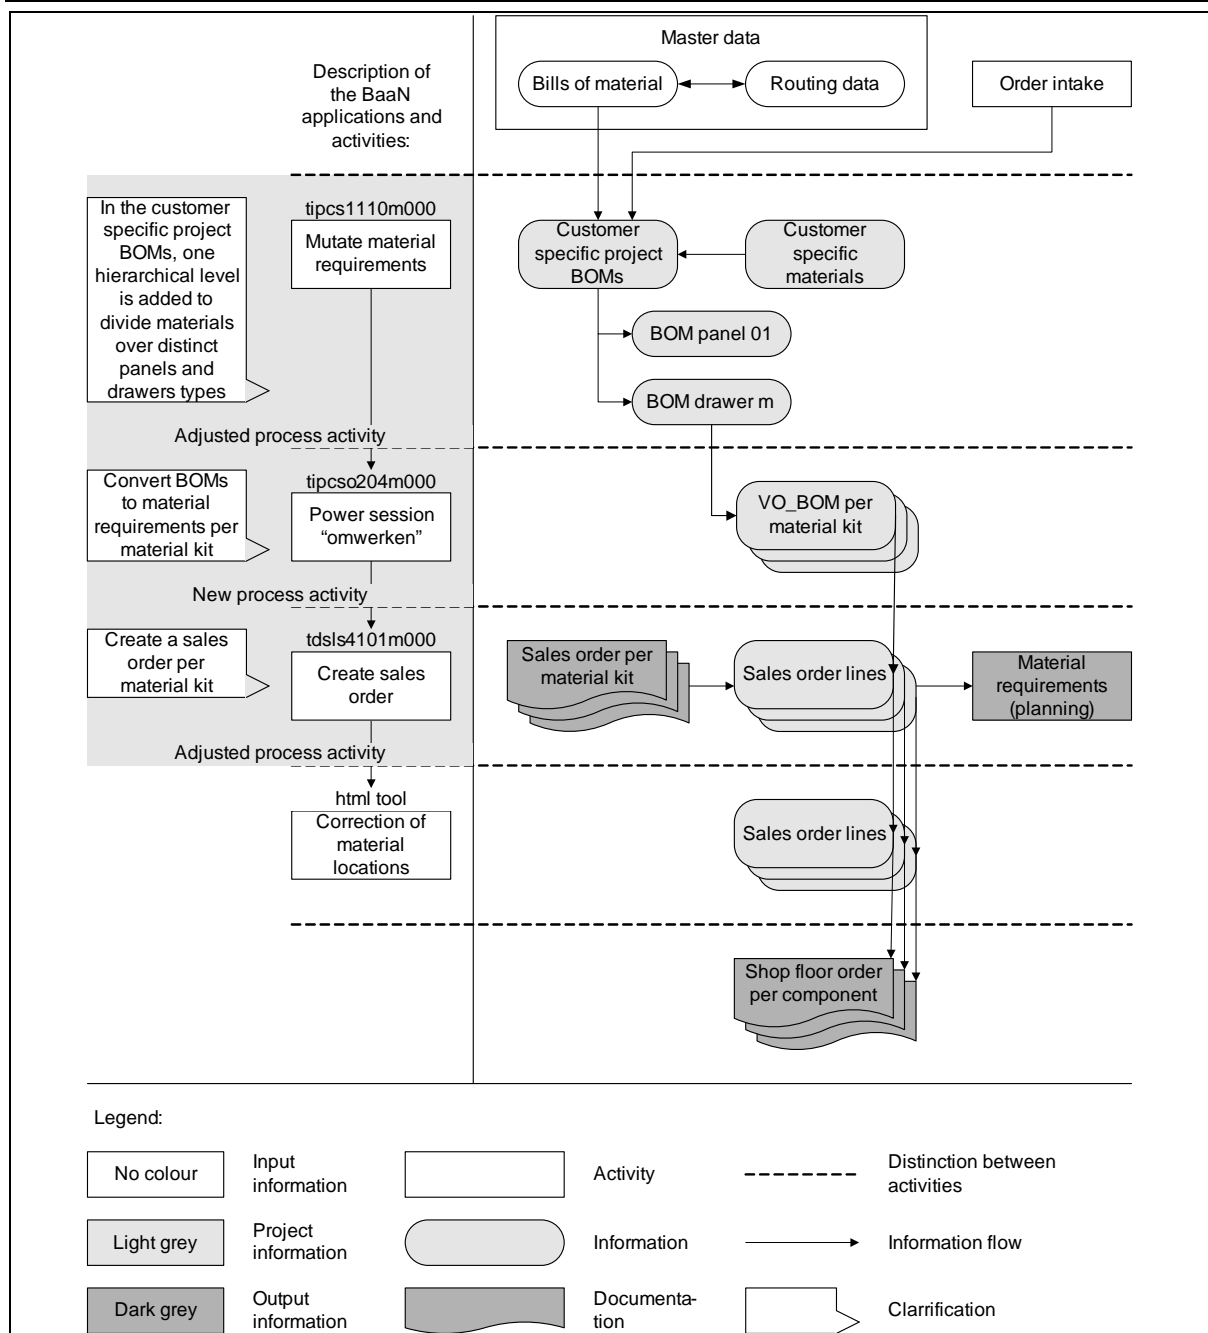 Master data
Description of
the BaaN
applications and
activities:
Bills of material
Routing data
Order intake
In the customer
specific project
BOMs, one
hierarchical level
is added to
divide materials
over distinct
panels and
drawers types
tipcs1110m000
Mutate material
requirements
Customer
specific project
BOMs
Customer
specific
materials
BOM panel 01
BOM drawer m
Adjusted process activity
Convert BOMs
to material
requirements per
material kit
tipcso204m000
Power session
“omwerken”
VO_BOM per
material kit
New process activity
Create a sales
order per
material kit
tdsls4101m000
Create sales
order
Sales order per
material kit
Sales order lines
Material
requirements
(planning)
Adjusted process activity
html tool
Correction of
material
locations
Sales order lines
Shop floor order
per component
Legend:
No colour
Input
information
Activity
Distinction between
activities
Light grey
Project
information
Information
Information flow
Dark grey
Output
information
Documenta-
tion
Clarrification